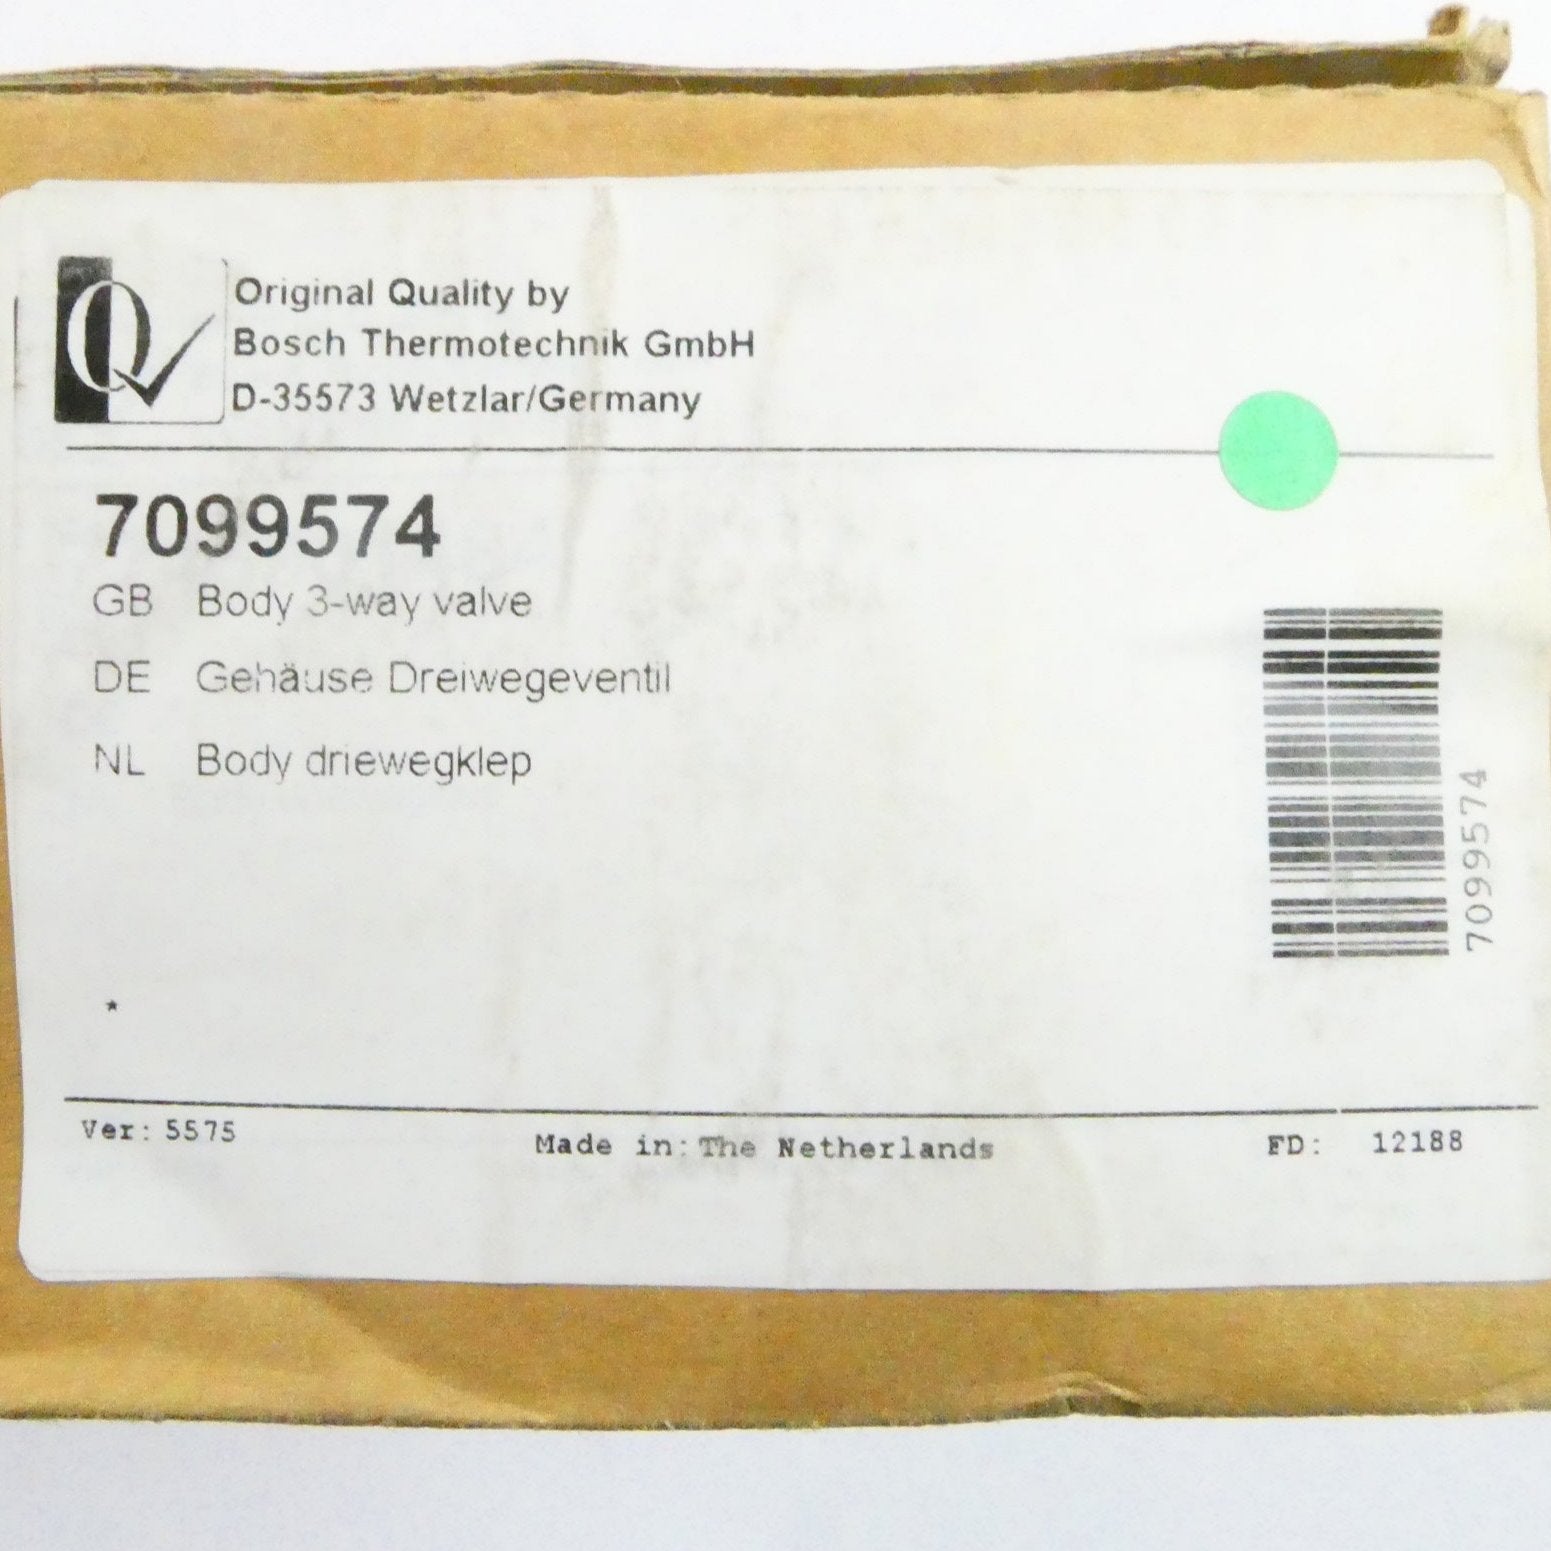 Original Quality by
Bosch Thermotechnik GmbH
D-35573 Wetzlar/Germany
7099574
GB Body 3-way valve
DE Gehäuse Dreiwegeventil
NL Body driewegklep
7099574
*
Ver: 5575 Made in: The Netherlands FD: 12188